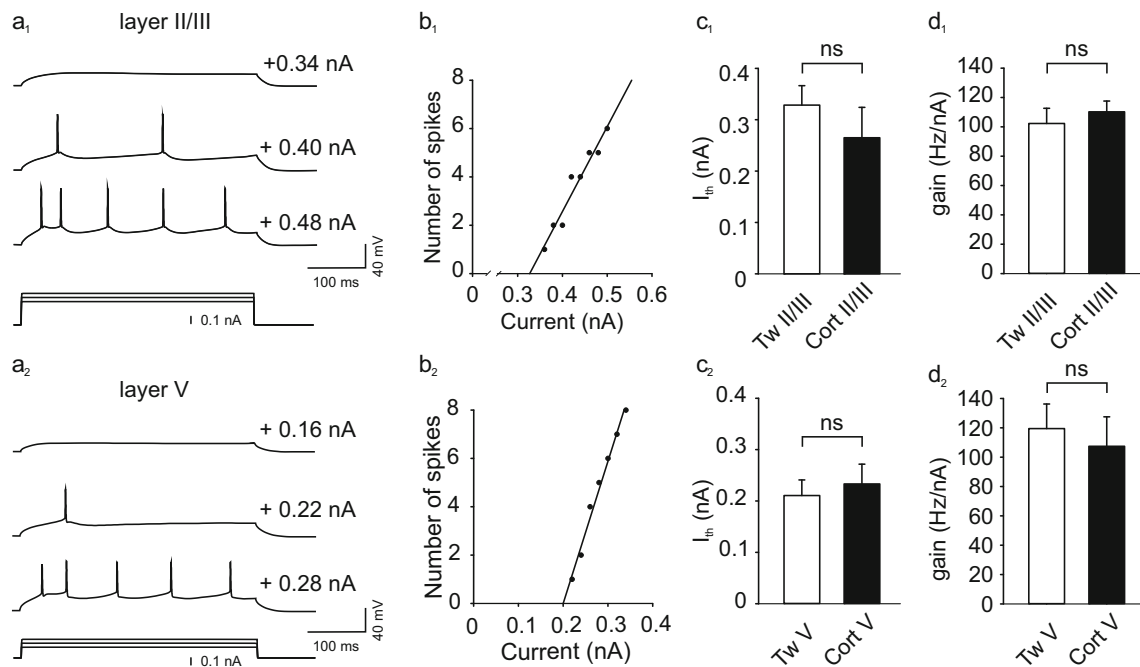 a1 layer II/III
+0.34 nA
+ 0.40 nA
+ 0.48 nA
40 mV
100 ms
0.1 nA
b1
Number of spikes
8
6
4
2
0
0 0.3 0.4 0.5 0.6
Current (nA)
c1
ns
Ith (nA)
0.4
0.3
0.2
0.1
0
Tw II/III
Cort II/III
d1
ns
gain (Hz/nA)
140
120
100
80
60
40
20
0
Tw II/III
Cort II/III
a2
layer V
+ 0.16 nA
+ 0.22 nA
+ 0.28 nA
40 mV
100 ms
0.1 nA
b2
Number of spikes
8
6
4
2
0
0 0.1 0.2 0.3 0.4
Current (nA)
c2
ns
Ith (nA)
0.4
0.3
0.2
0.1
0
Tw V
Cort V
d2
ns
gain (Hz/nA)
140
120
100
80
60
40
20
0
Tw V
Cort V